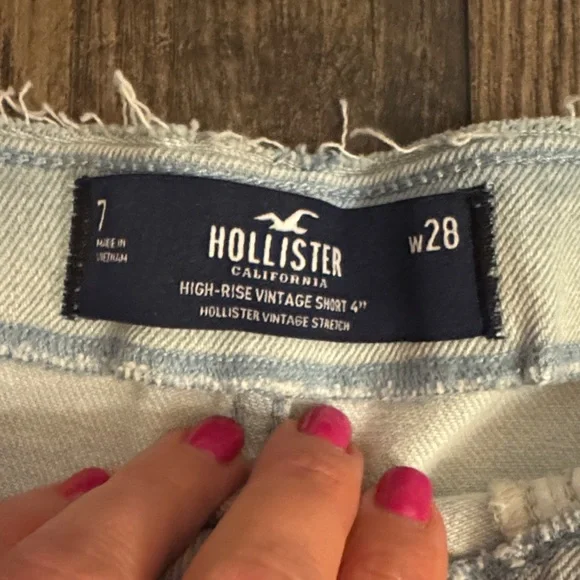 7
MADE IN
VIETNAM
HOLLISTER
CALIFORNIA
HIGH-RISE VINTAGE SHORT 4"
HOLLISTER VINTAGE STRETCH
W28